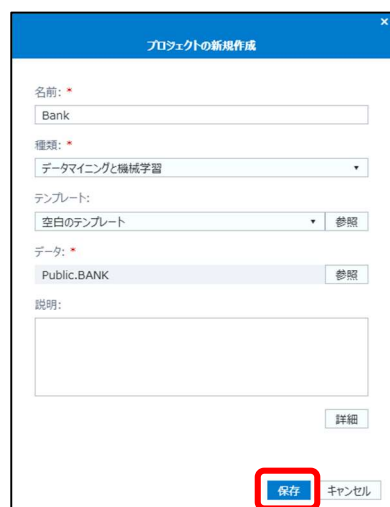 ×
プロジェクトの新規作成
名前: *
Bank
種類: *
データマイニングと機械学習
テンプレート:
空白のテンプレート ▼ 参照
データ: *
Public.BANK 参照
説明:
詳細
保存 キャンセル